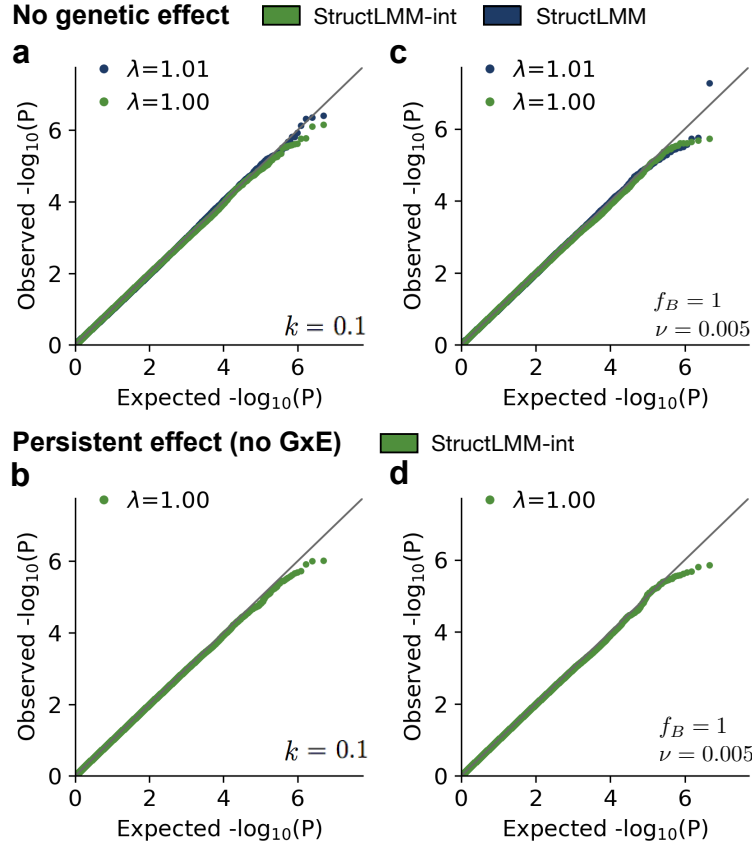 No genetic effect StructLMM-int StructLMM
a
λ=1.01
λ=1.00
Observed -log10(P)
6
4
2
0
k = 0.1
0 2 4 6
Expected -log10(P)
c
λ=1.01
λ=1.00
Observed -log10(P)
6
4
2
0
f_B = 1
ν = 0.005
0 2 4 6
Expected -log10(P)
Persistent effect (no GxE) StructLMM-int
b
λ=1.00
Observed -log10(P)
6
4
2
0
k = 0.1
0 2 4 6
Expected -log10(P)
d
λ=1.00
Observed -log10(P)
6
4
2
0
f_B = 1
ν = 0.005
0 2 4 6
Expected -log10(P)